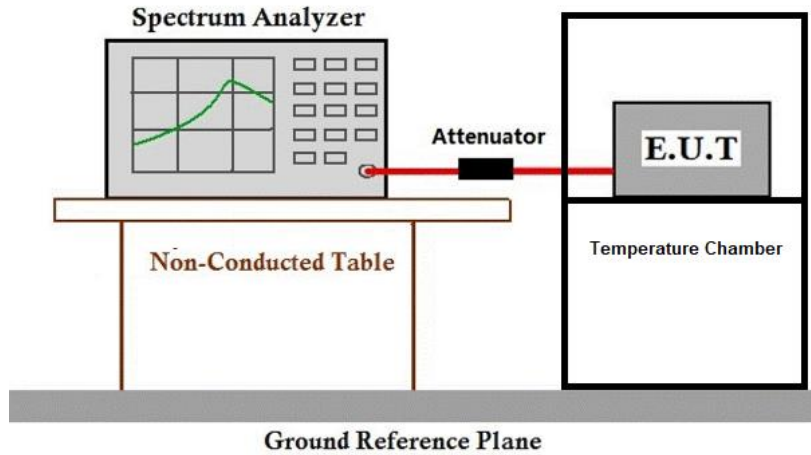 Spectrum Analyzer
Attenuator
E.U.T
Non-Conducted Table
Temperature Chamber
Ground Reference Plane